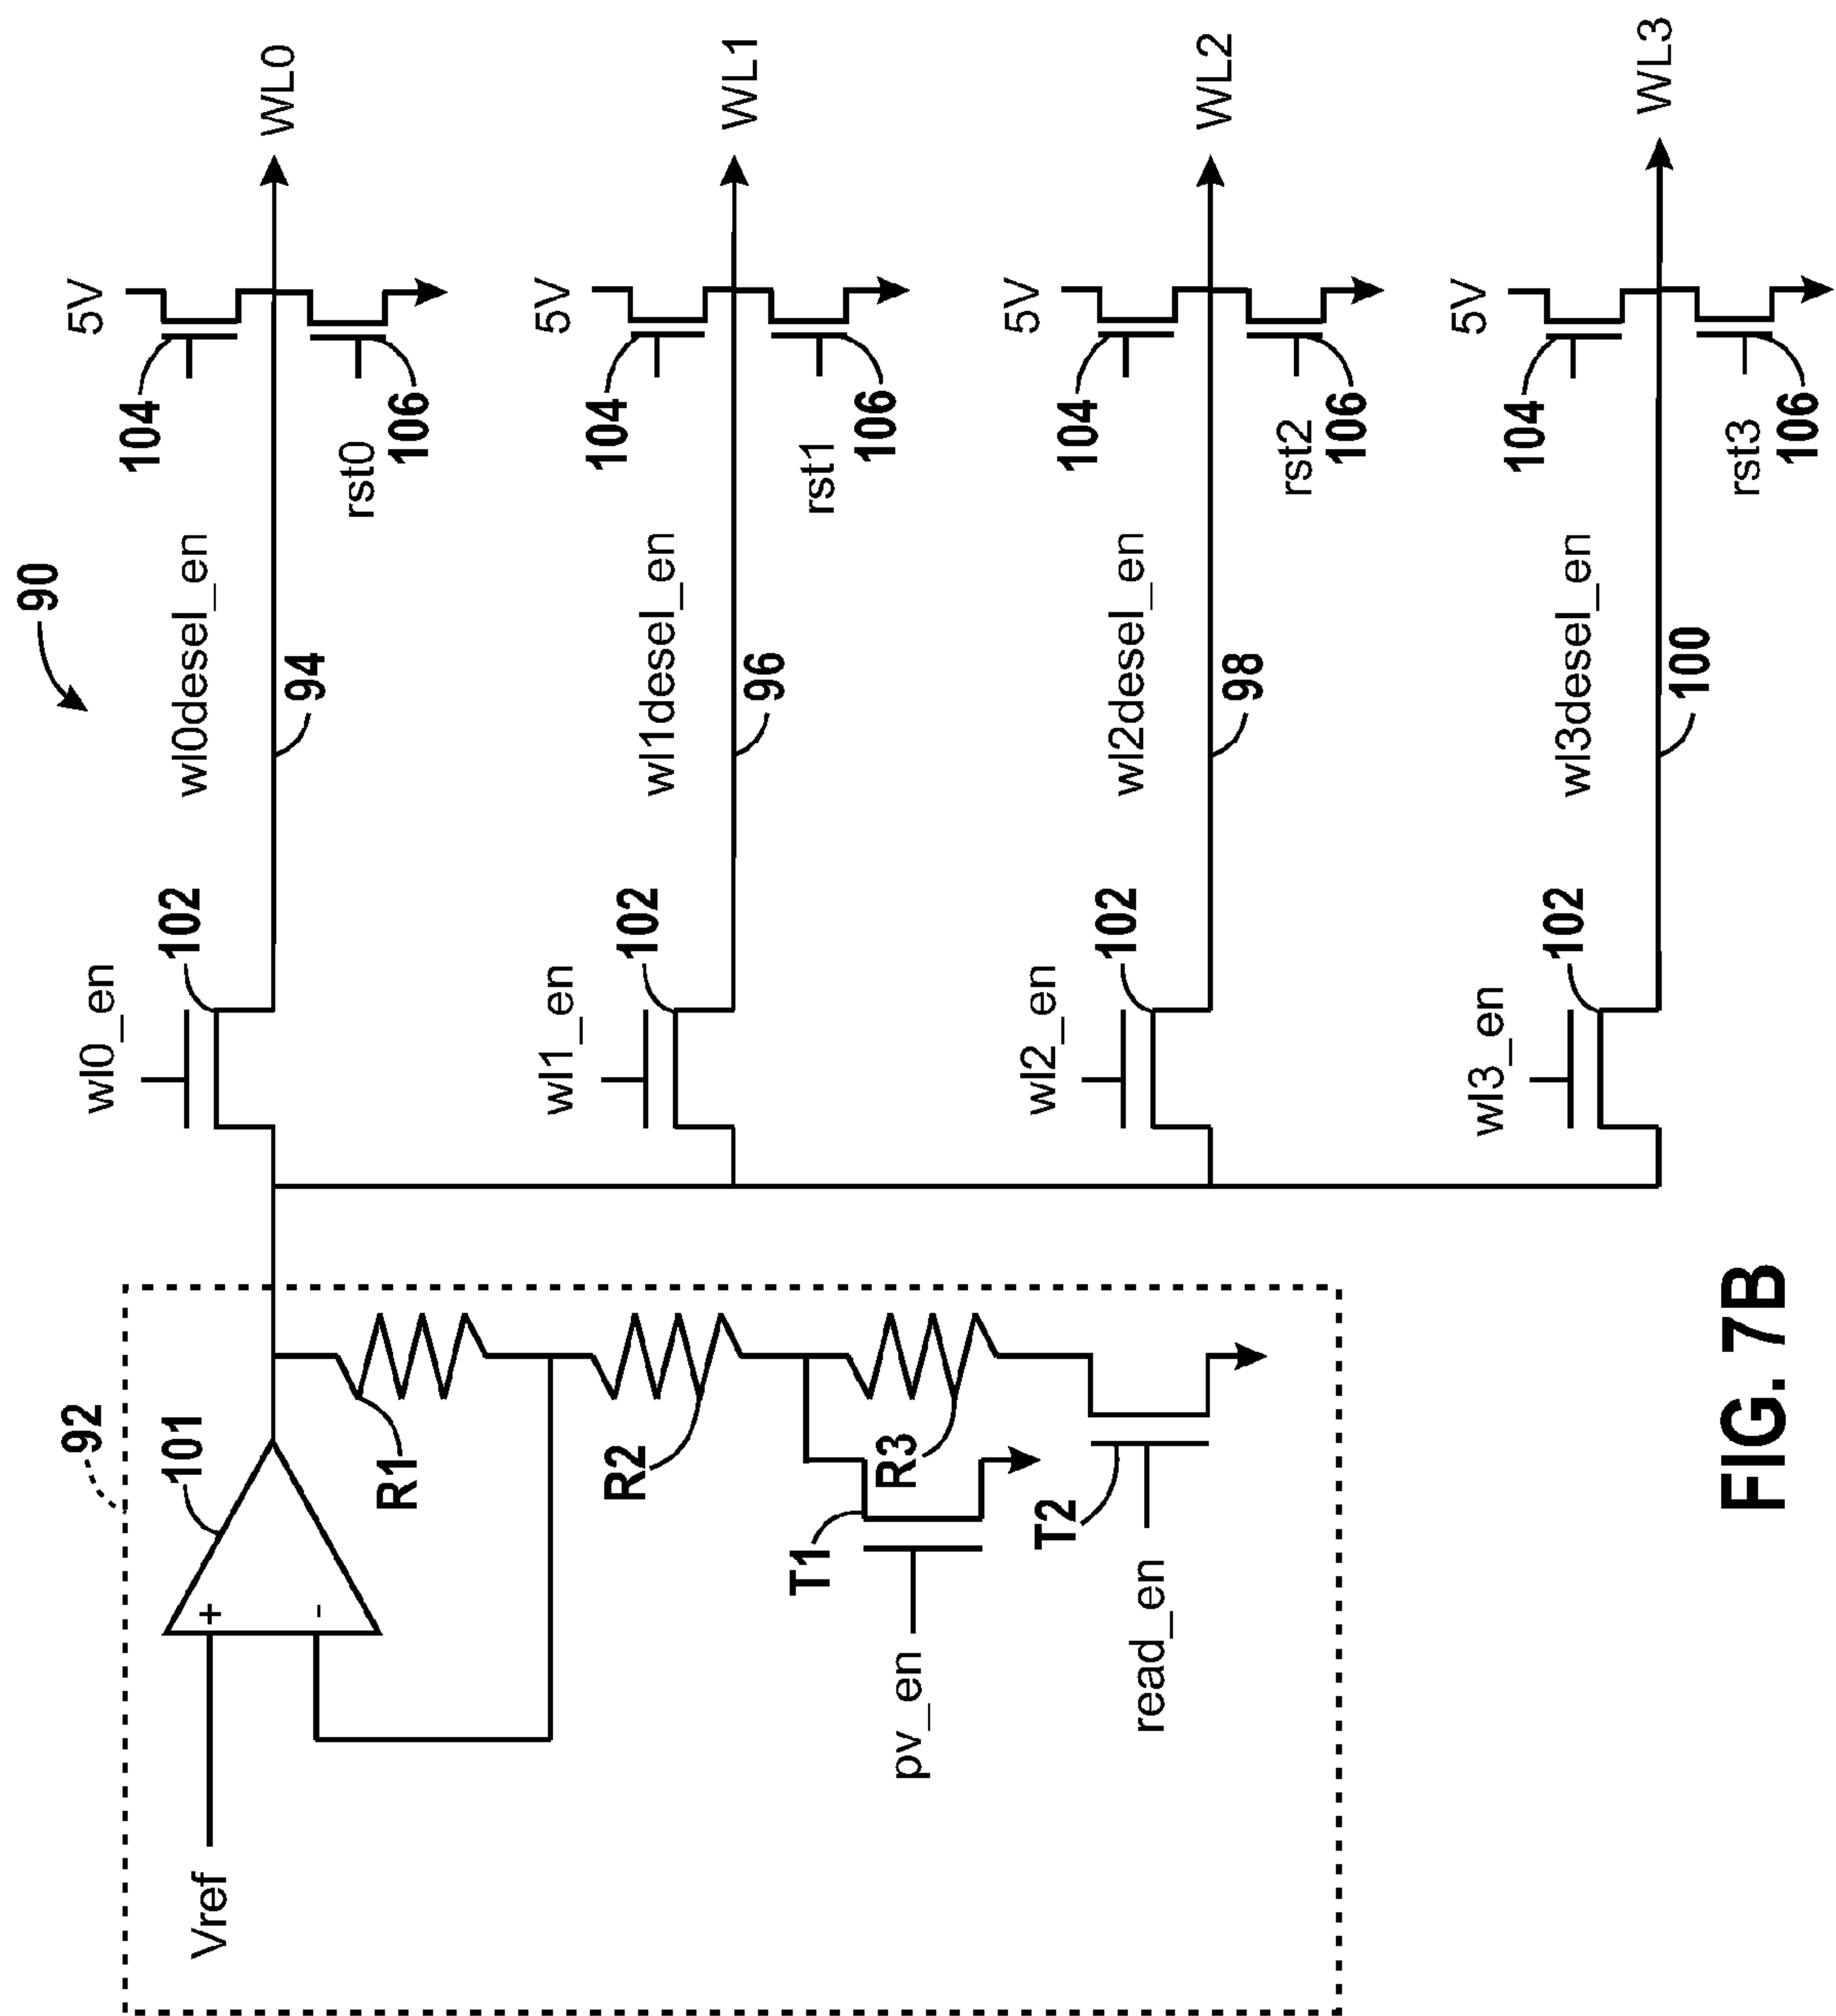 90
92
Vref
+
-
101
R1
R2
R3
T1
T2
pv_en
read_en
wl0_en
102
wl0desel_en
94
5V
104
106
rst0
WL0
wl1_en
102
wl1desel_en
96
5V
104
106
rst1
WL1
wl2_en
102
wl2desel_en
98
5V
104
106
rst2
WL2
wl3_en
102
wl3desel_en
100
5V
104
106
rst3
WL3
FIG. 7B